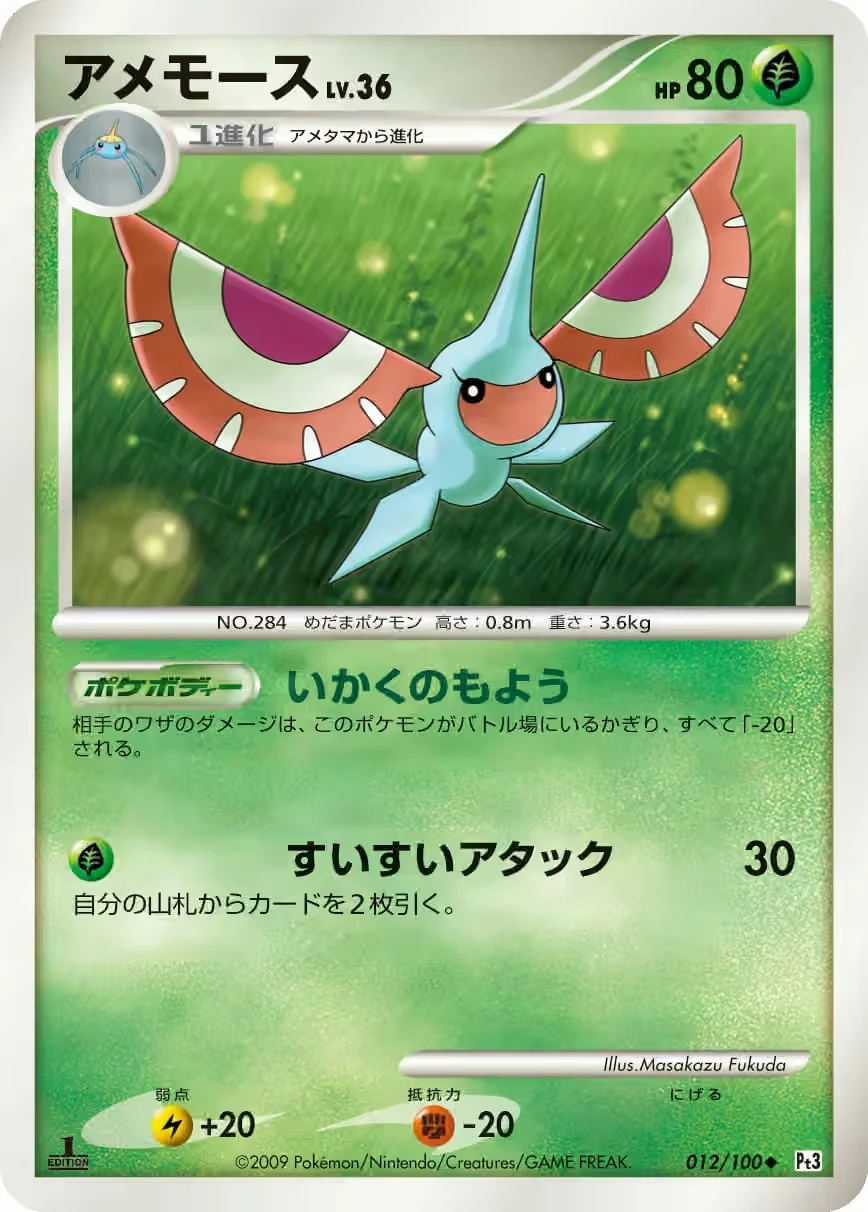 アメモース LV.36 HP 80
1進化 アメタマから進化
NO.284 めだまポケモン 高さ：0.8m 重さ：3.6kg
ポケボディー いかくのもよう
相手のワザのダメージは、このポケモンがバトル場にいるかぎり、すべて「-20」
される。
すいすいアタック 30
自分の山札からカードを2枚引く。
Illus.Masakazu Fukuda
弱点 抵抗力 にげる
+20 -20
1 EDITION ©2009 Pokémon/Nintendo/Creatures/GAME FREAK. 012/100◆ Pt3